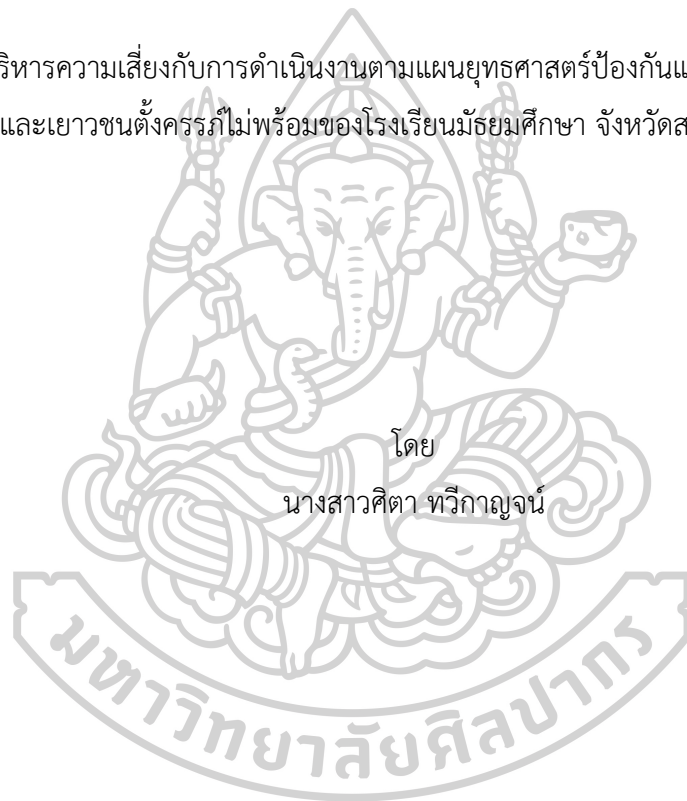 ริหารความเสี่ยงกับการดำเนินงานตามแผนยุทธศาสตร์ป้องกันแ
และเยาวชนตั้งครรภ์ไม่พร้อมของโรงเรียนมัธยมศึกษา จังหวัดส
โดย
นางสาวศิตา ทวีกาญจน์
มหาวิทยาลัยศิลปากร